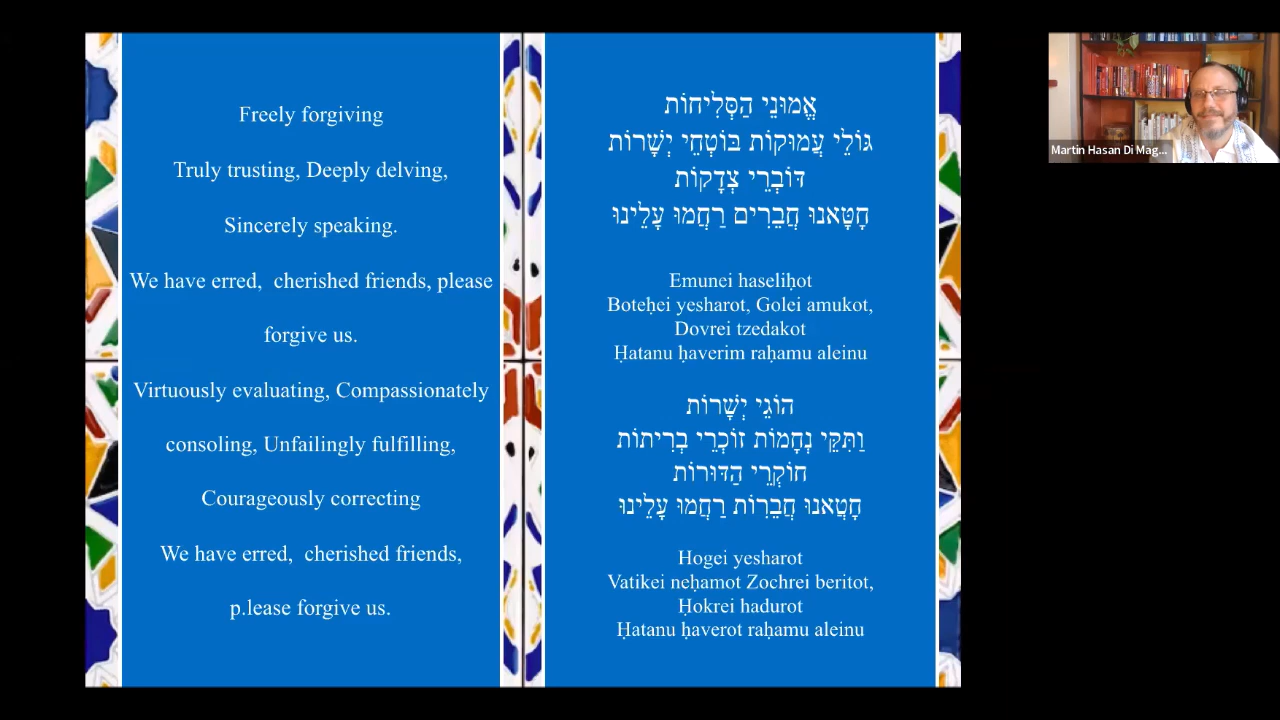 Freely forgiving
Truly trusting, Deeply delving,
Sincerely speaking.
We have erred,  cherished friends, please
forgive us.
Virtuously evaluating, Compassionately
consoling, Unfailingly fulfilling,
Courageously correcting
We have erred,  cherished friends,
p.lease forgive us.
אֱמוּנֵי הַסְּלִיחוֹת
גּוֹלֵי עֲמוּקוֹת בּוֹטְחֵי יְשָׁרוֹת
דּוֹבְרֵי צְדָקוֹת
חָטָּאנוּ חֲבֵרִים רַחֲמוּ עָלֵינוּ
Emunei haseliḥot
Boteḥei yesharot, Golei amukot,
Dovrei tzedakot
Ḥatanu ḥaverim raḥamu aleinu
הוֹגֵי יְשָׁרוֹת
וַתִּקֵי נְחָמוֹת זוֹכְרֵי בְרִיתוֹת
חוֹקְרֵי הַדּוּרוֹת
חָטֲאנוּ חֲבֵרוֹת רַחֲמוּ עָלֵינוּ
Hogei yesharot
Vatikei neḥamot Zochrei beritot,
Ḥokrei hadurot
Ḥatanu ḥaverot raḥamu aleinu
Martin Hasan Di Mag...